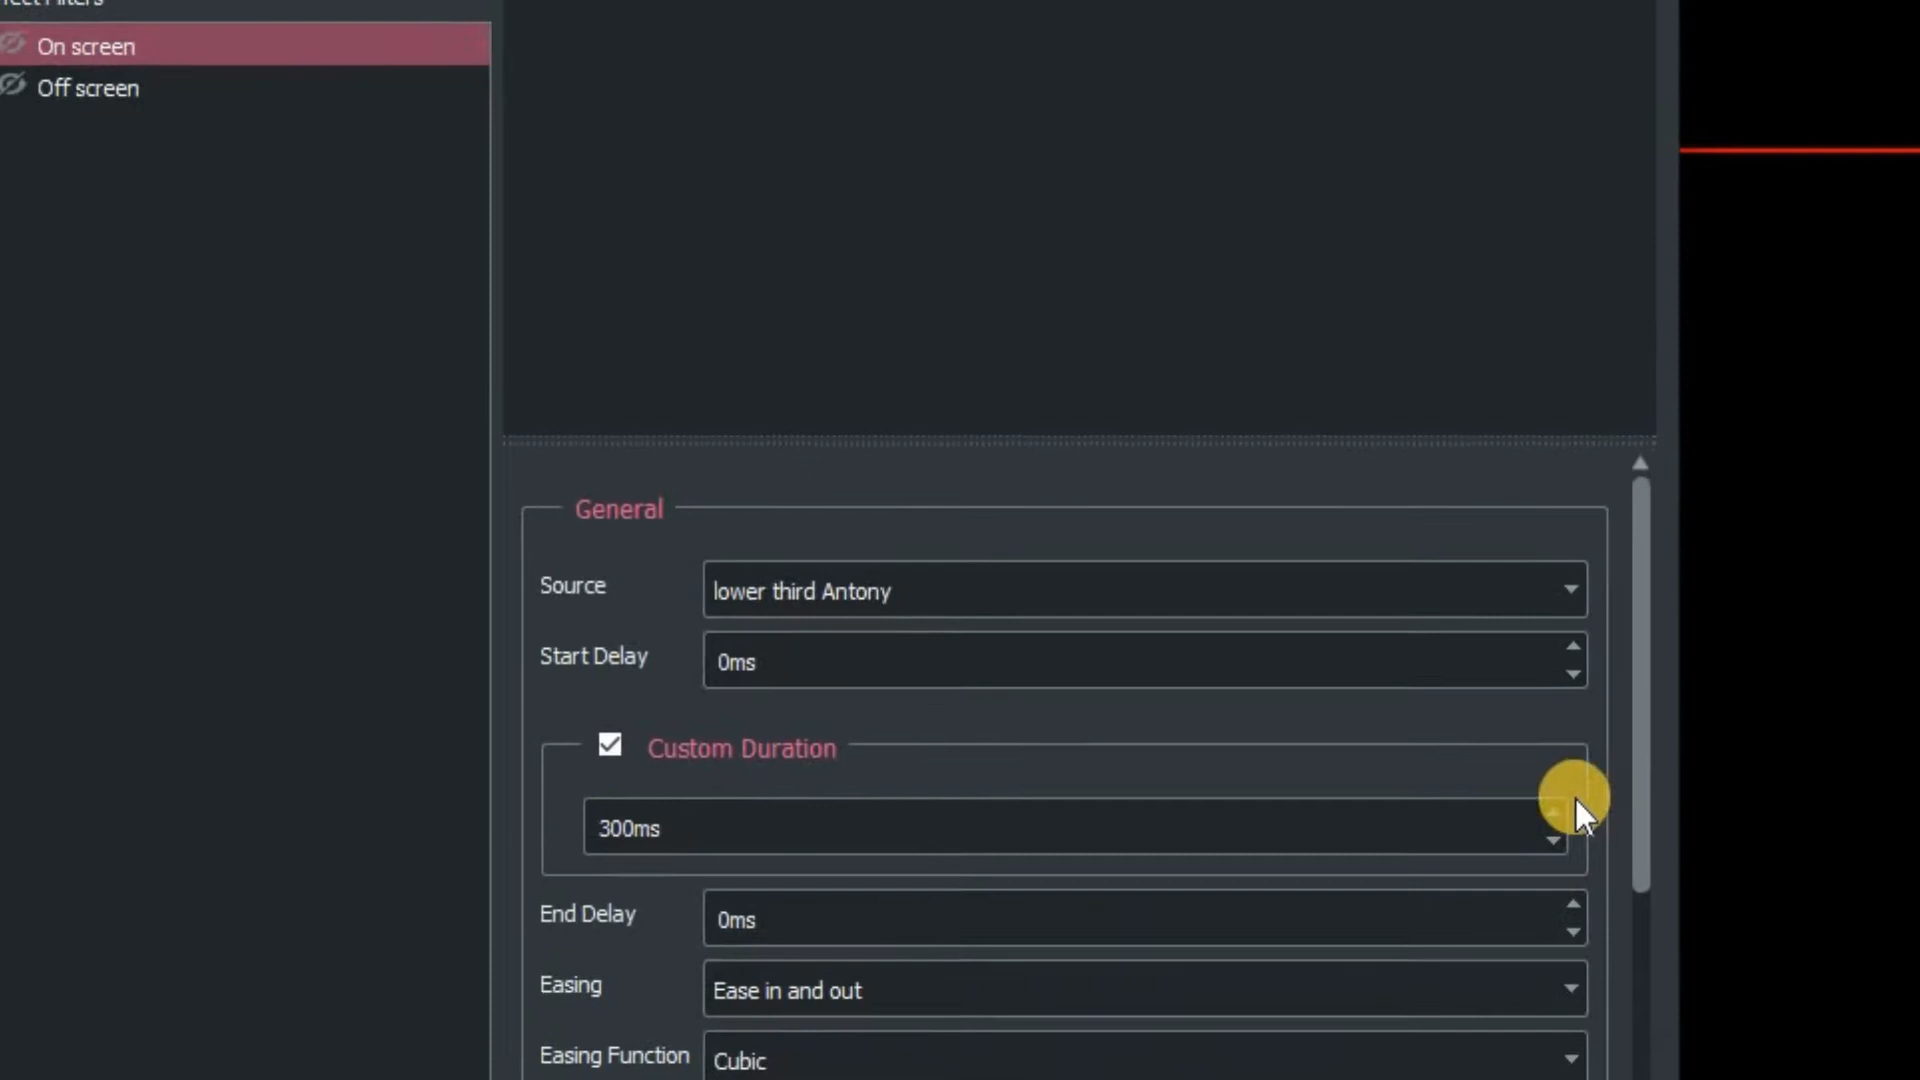 On screen
Off screen
General
Source
lower third Antony
Start Delay
0ms
Custom Duration
300ms
End Delay
0ms
Easing
Ease in and out
Easing Function
Cubic